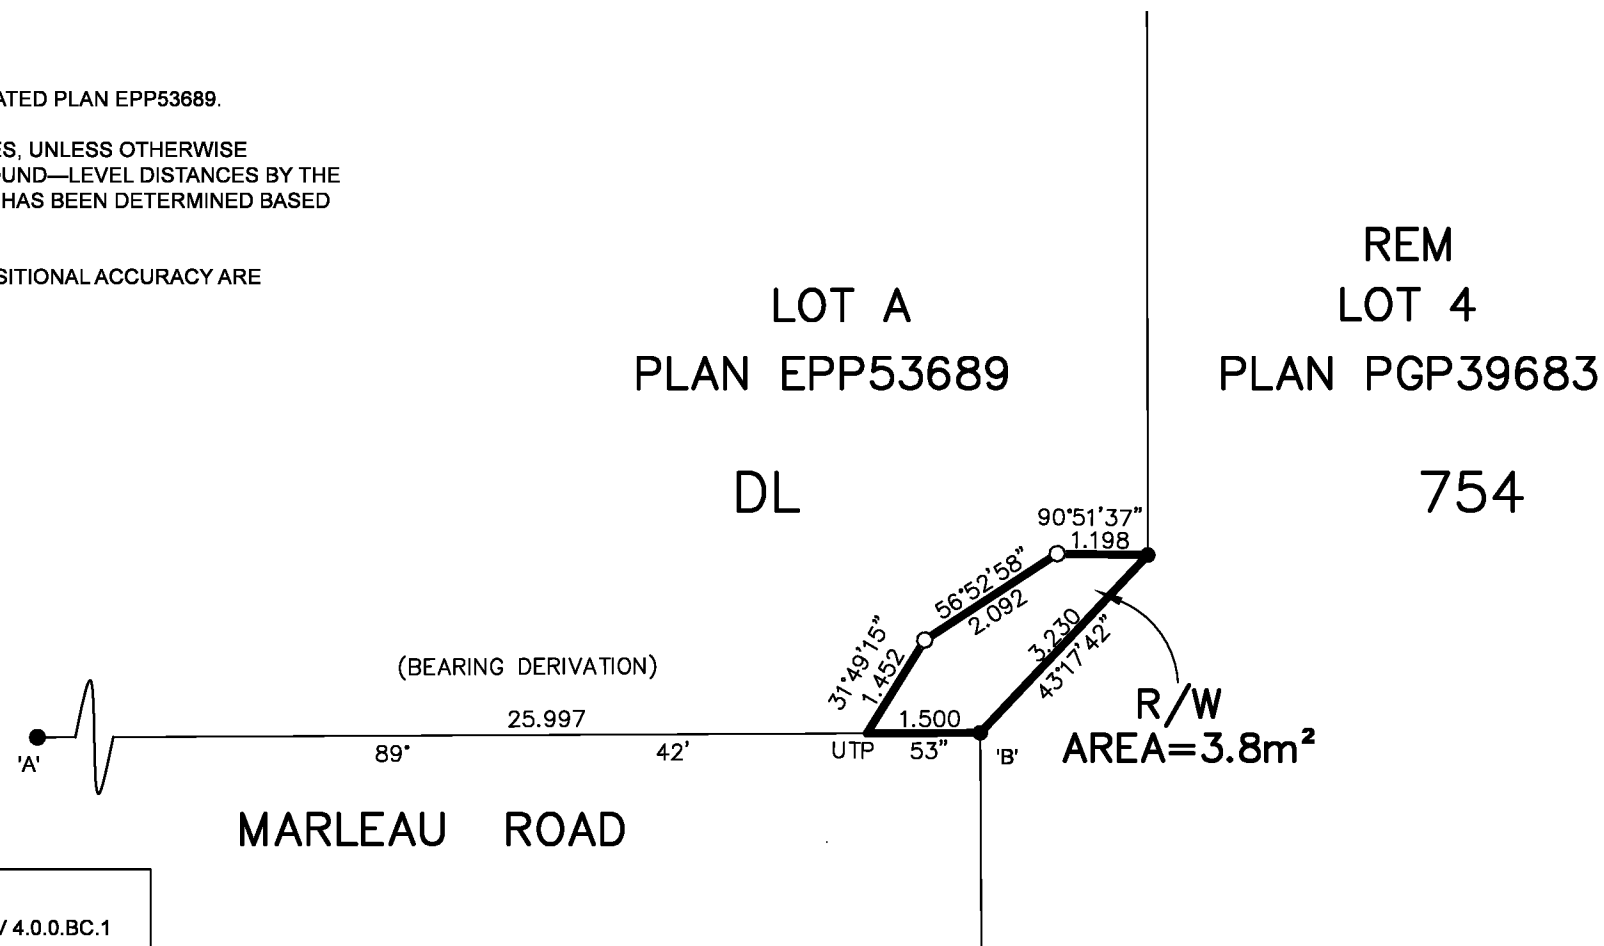 ATED PLAN EPP53689.
ES, UNLESS OTHERWISE
OUND—LEVEL DISTANCES BY THE
HAS BEEN DETERMINED BASED
SITIONAL ACCURACY ARE
REM
LOT 4
PLAN PGP39683
LOT A
PLAN EPP53689
DL
754
90°51'37"
1.198
56°52'58"
2.092
31°49'15"
1.452
3.230
43°17'42"
(BEARING DERIVATION)
25.997
1.500
89° 42' 53"
UTP
'A'
'B'
R/W
AREA=3.8m²
MARLEAU ROAD
V 4.0.0.BC.1